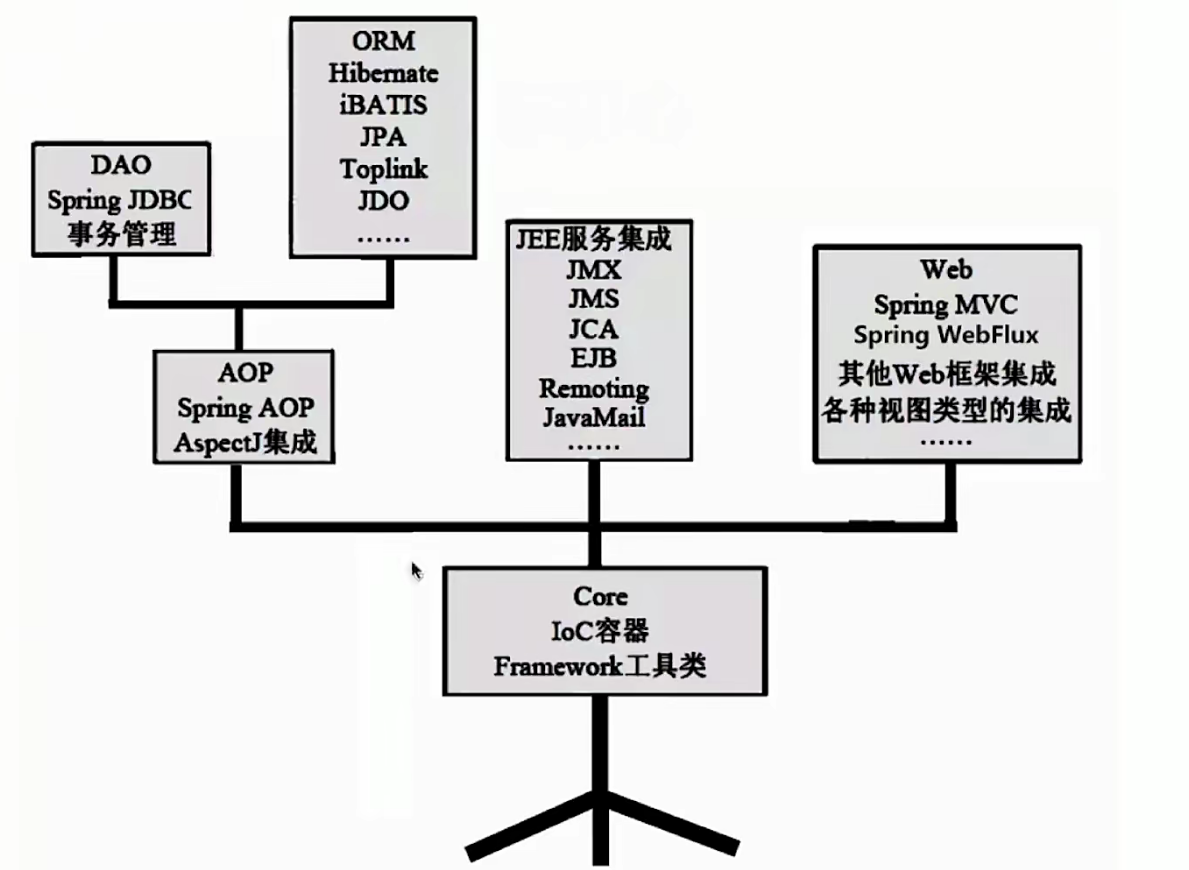 ORM
Hibernate
iBATIS
JPA
Toplink
JDO
……
DAO
Spring JDBC
事务管理
AOP
Spring AOP
AspectJ集成
JEE服务集成
JMX
JMS
JCA
EJB
Remoting
JavaMail
……
Web
Spring MVC
Spring WebFlux
其他Web框架集成
各种视图类型的集成
……
Core
IoC容器
Framework工具类